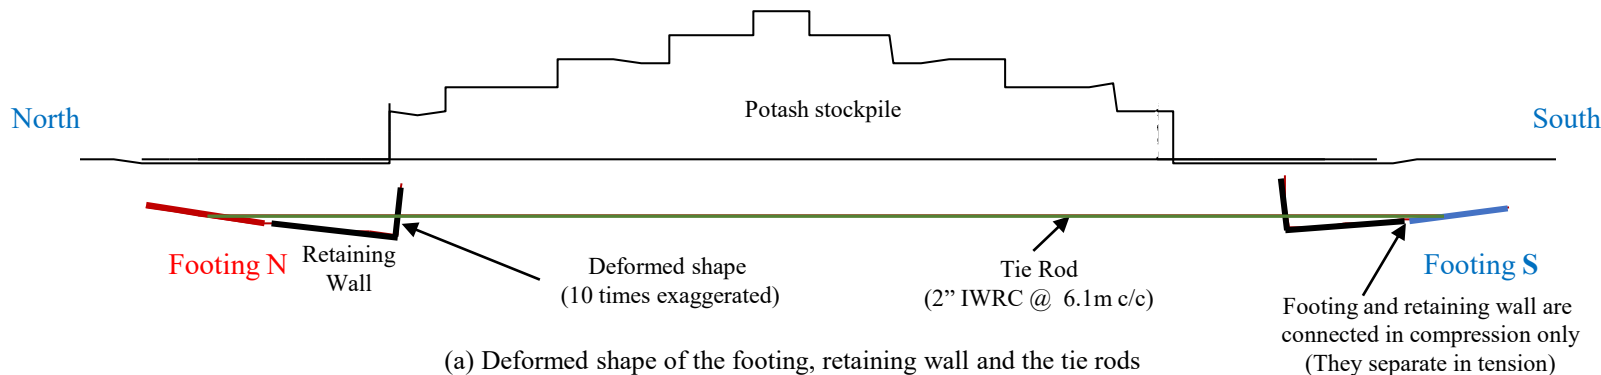 Potash stockpile
North
South
Footing N
Retaining
Wall
Deformed shape
(10 times exaggerated)
Tie Rod
(2” IWRC @ 6.1m c/c)
Footing S
Footing and retaining wall are
connected in compression only
(They separate in tension)
(a) Deformed shape of the footing, retaining wall and the tie rods